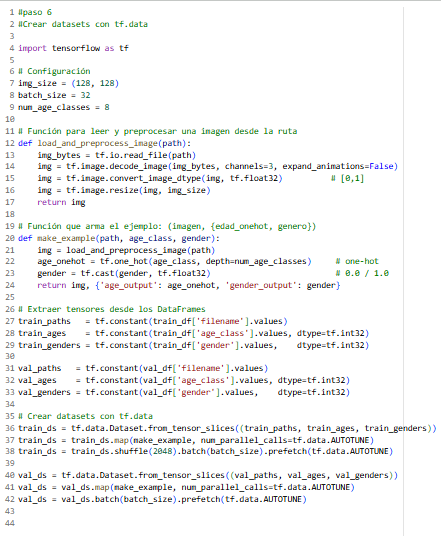 1 #paso 6
2 #Crear datasets con tf.data
3
4 import tensorflow as tf
5
6 # Configuración
7 img_size = (128, 128)
8 batch_size = 32
9 num_age_classes = 8
10
11 # Función para leer y preprocesar una imagen desde la ruta
12 def load_and_preprocess_image(path):
13     img_bytes = tf.io.read_file(path)
14     img = tf.image.decode_image(img_bytes, channels=3, expand_animations=False)
15     img = tf.image.convert_image_dtype(img, tf.float32)          # [0,1]
16     img = tf.image.resize(img, img_size)
17     return img
18
19 # Función que arma el ejemplo: (imagen, {edad_onehot, genero})
20 def make_example(path, age_class, gender):
21     img = load_and_preprocess_image(path)
22     age_onehot = tf.one_hot(age_class, depth=num_age_classes)     # one-hot
23     gender = tf.cast(gender, tf.float32)                          # 0.0 / 1.0
24     return img, {'age_output': age_onehot, 'gender_output': gender}
25
26 # Extraer tensores desde los DataFrames
27 train_paths   = tf.constant(train_df['filename'].values)
28 train_ages    = tf.constant(train_df['age_class'].values, dtype=tf.int32)
29 train_genders = tf.constant(train_df['gender'].values,    dtype=tf.int32)
30
31 val_paths   = tf.constant(val_df['filename'].values)
32 val_ages    = tf.constant(val_df['age_class'].values, dtype=tf.int32)
33 val_genders = tf.constant(val_df['gender'].values,    dtype=tf.int32)
34
35 # Crear datasets con tf.data
36 train_ds = tf.data.Dataset.from_tensor_slices((train_paths, train_ages, train_genders))
37 train_ds = train_ds.map(make_example, num_parallel_calls=tf.data.AUTOTUNE)
38 train_ds = train_ds.shuffle(2048).batch(batch_size).prefetch(tf.data.AUTOTUNE)
39
40 val_ds = tf.data.Dataset.from_tensor_slices((val_paths, val_ages, val_genders))
41 val_ds = val_ds.map(make_example, num_parallel_calls=tf.data.AUTOTUNE)
42 val_ds = val_ds.batch(batch_size).prefetch(tf.data.AUTOTUNE)
43
44